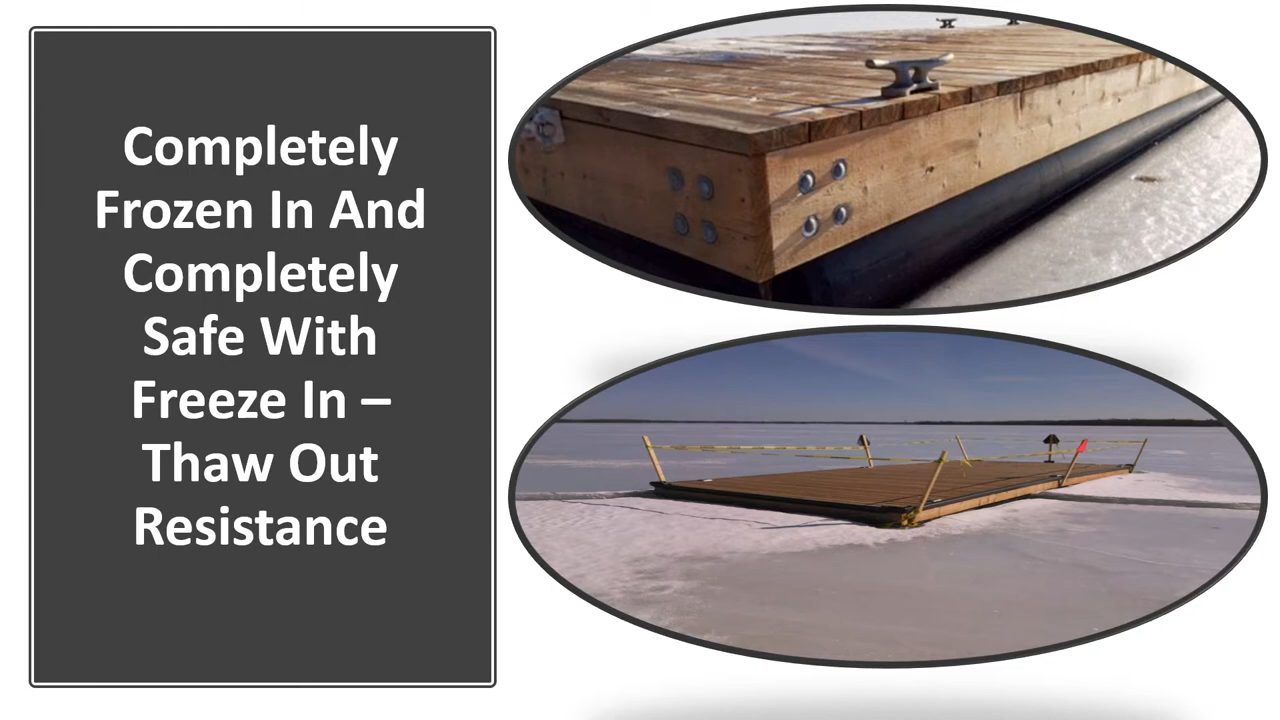 Completely
Frozen In And
Completely
Safe With
Freeze In –
Thaw Out
Resistance